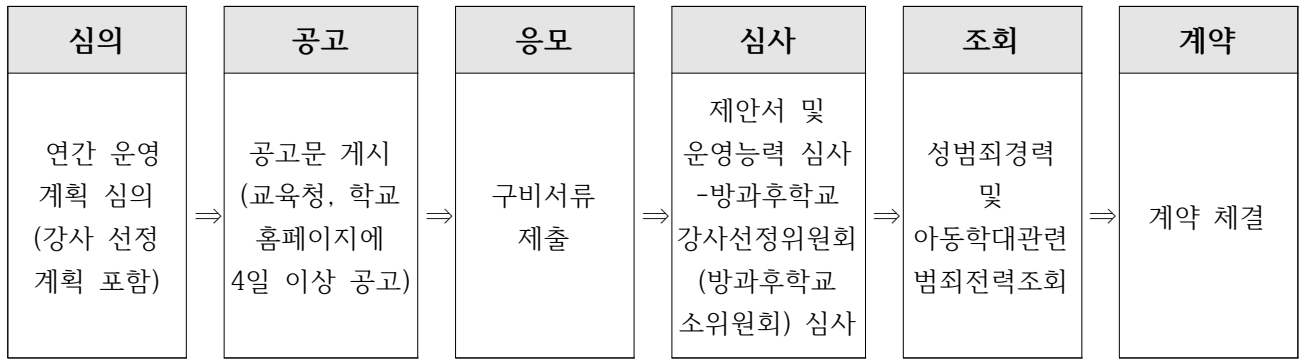 심의
연간 운영
계획 심의
(강사 선정
계획 포함)
⇒
공고
공고문 게시
(교육청, 학교
홈페이지에
4일 이상 공고)
⇒
응모
구비서류
제출
⇒
심사
제안서 및
운영능력 심사
-방과후학교
강사선정위원회
(방과후학교
소위원회) 심사
⇒
조회
성범죄경력
및
아동학대관련
범죄전력조회
⇒
계약
계약 체결